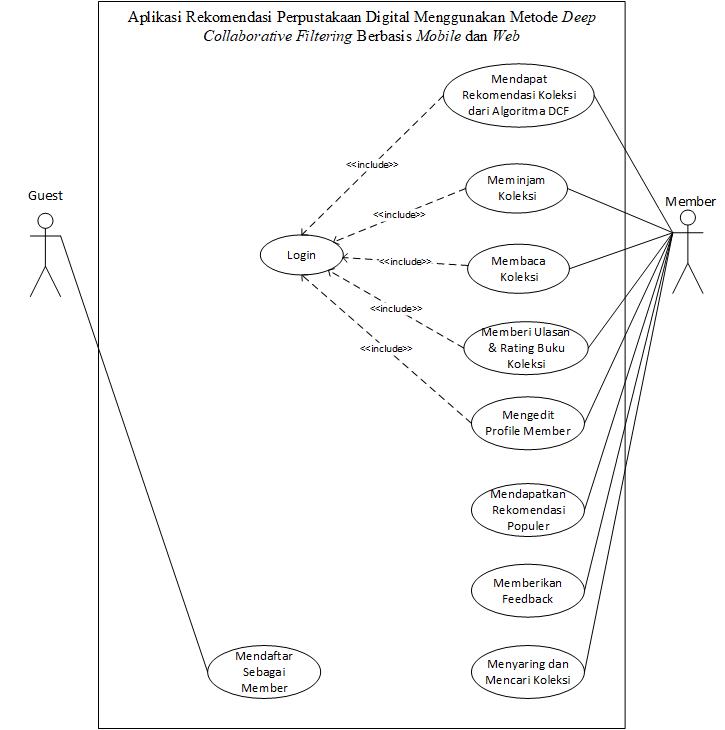 Aplikasi Rekomendasi Perpustakaan Digital Menggunakan Metode Deep
Collaborative Filtering Berbasis Mobile dan Web
Mendapat
Rekomendasi Koleksi
dari Algoritma DCF
<<include>>
Guest
Meminjam
Koleksi
Member
<<include>>
Login
<<include>>
Membaca
Koleksi
<<include>>
Memberi Ulasan
& Rating Buku
Koleksi
<<include>>
Mengedit
Profile Member
Mendapatkan
Rekomendasi
Populer
Memberikan
Feedback
Mendaftar
Sebagai
Member
Menyaring dan
Mencari Koleksi